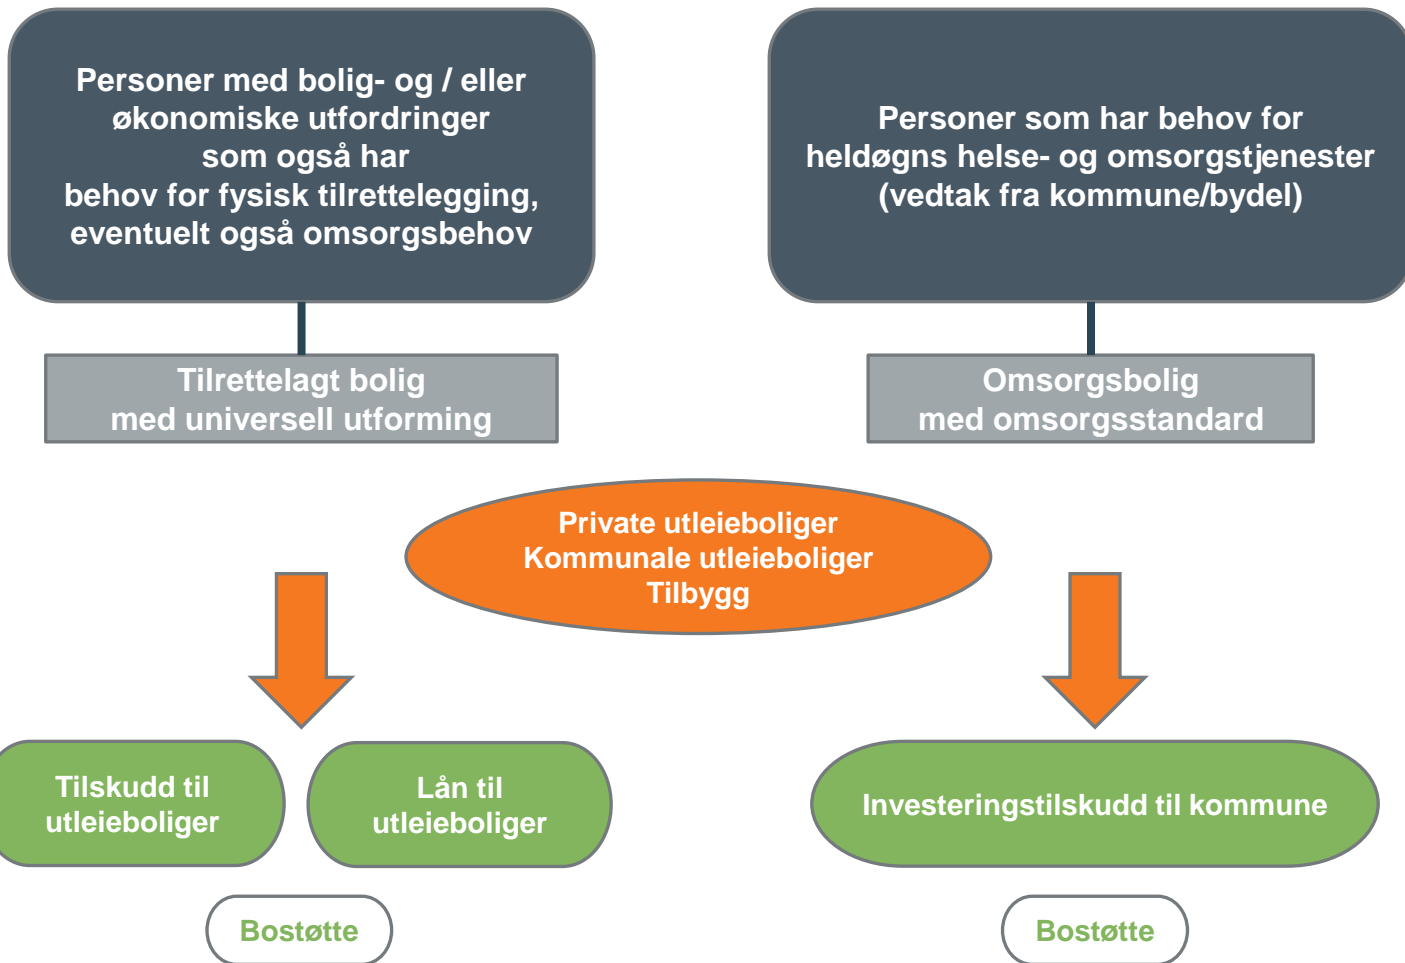 Personer med bolig- og / eller
økonomiske utfordringer
som også har
behov for fysisk tilrettelegging,
eventuelt også omsorgsbehov
Personer som har behov for
heldøgns helse- og omsorgstjenester
(vedtak fra kommune/bydel)
Tilrettelagt bolig
med universell utforming
Omsorgsbolig
med omsorgsstandard
Private utleieboliger
Kommunale utleieboliger
Tilbygg
Tilskudd til
utleieboliger
Lån til
utleieboliger
Investeringstilskudd til kommune
Bostøtte
Bostøtte